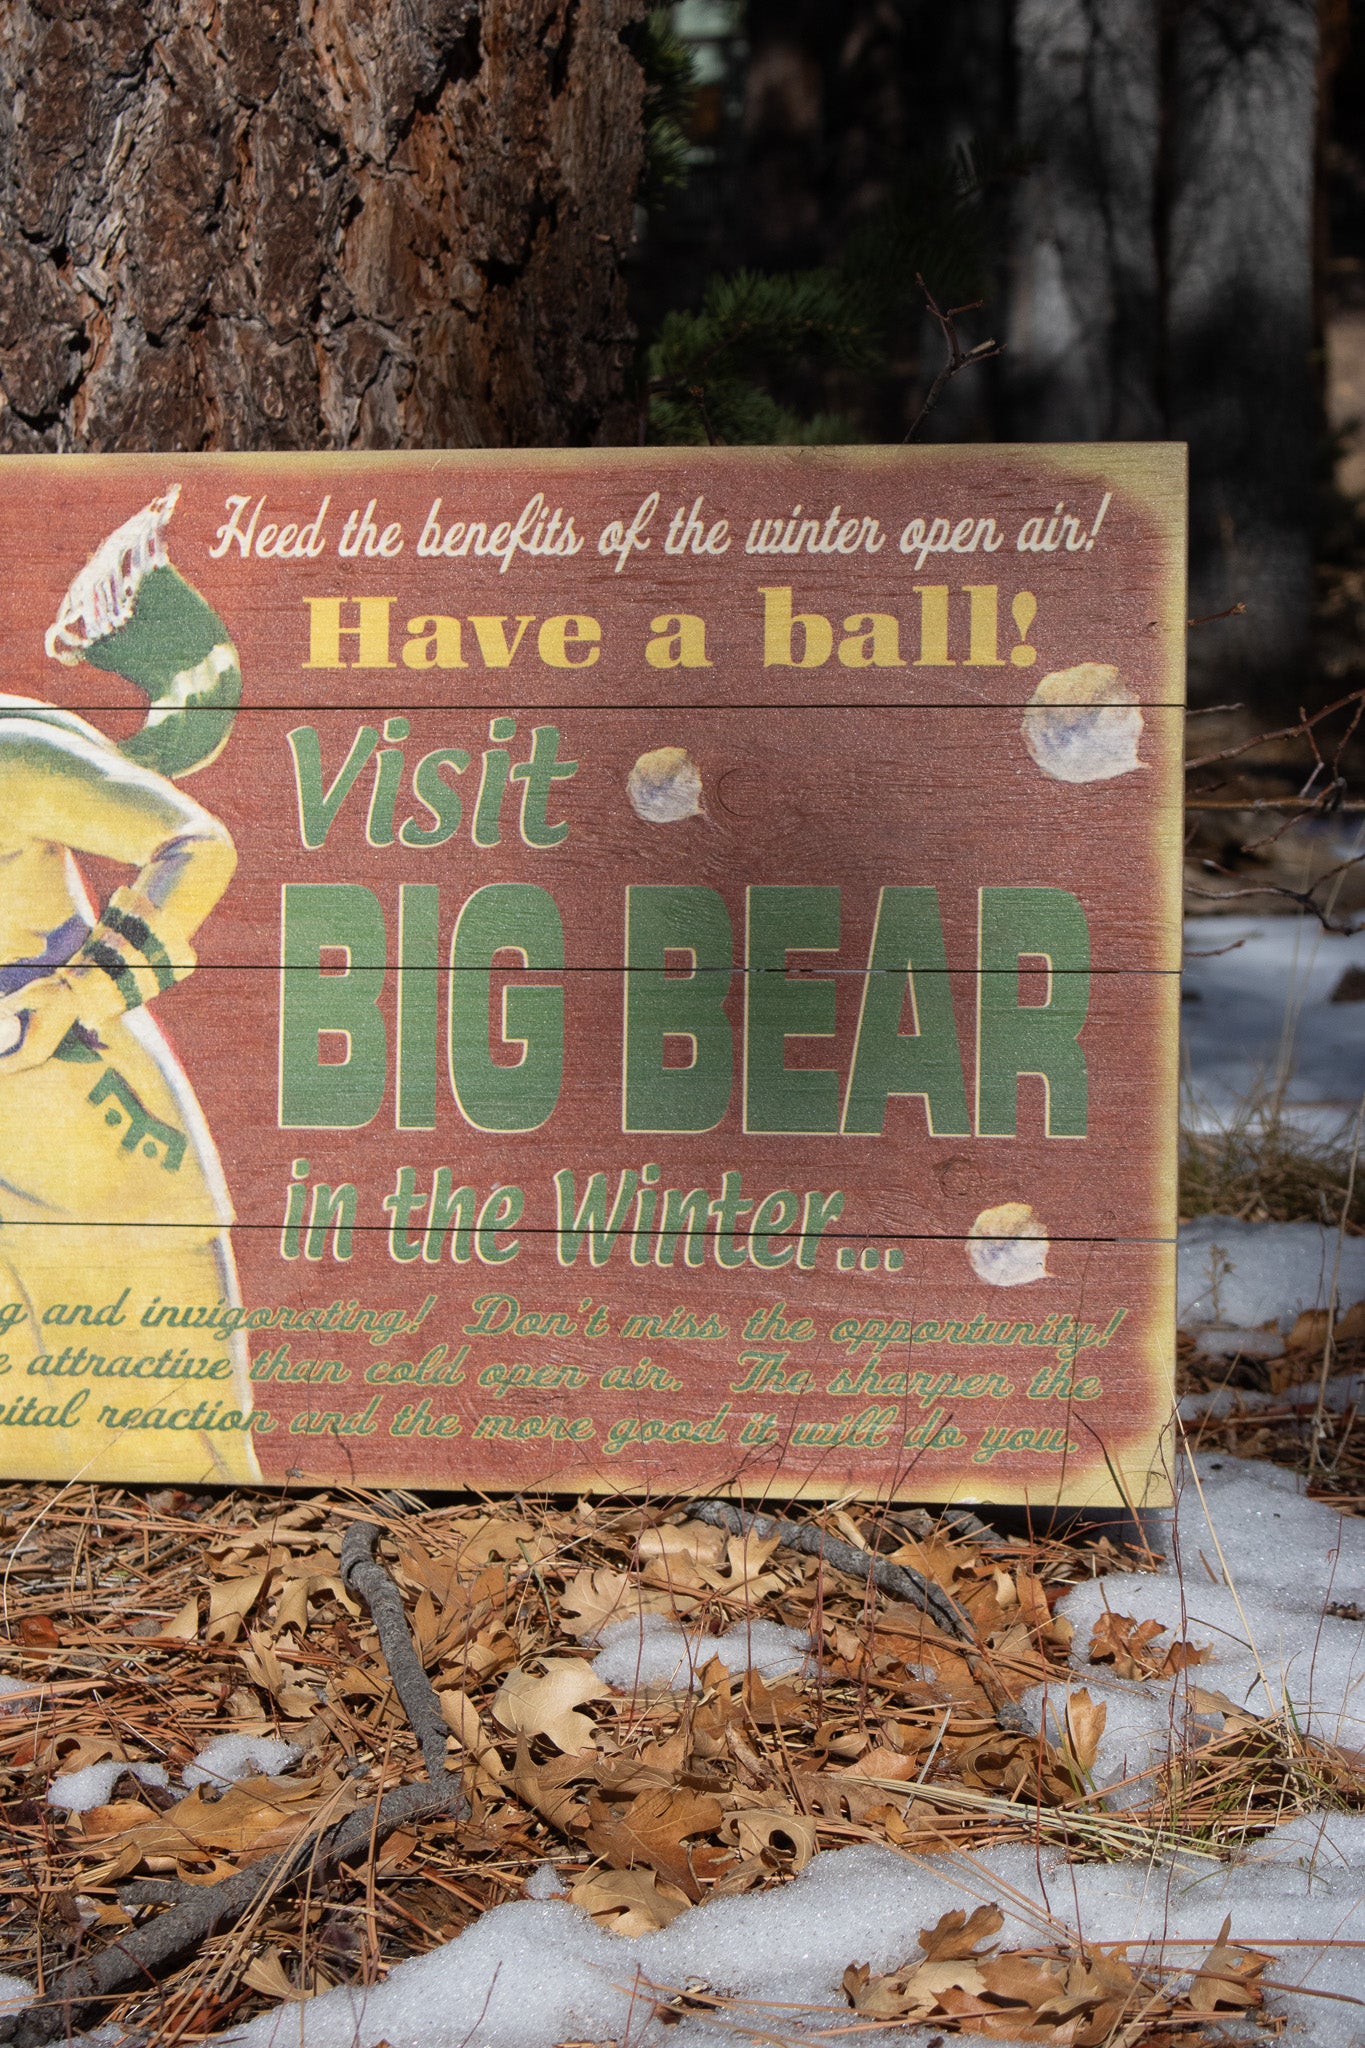 Heed the benefits of the winter open air!
Have a ball!
Visit
BIG BEAR
in the Winter...
and invigorating! Don't miss the opportunity!
attractive than cold open air. The sharper the
reaction and the more good it will do you.